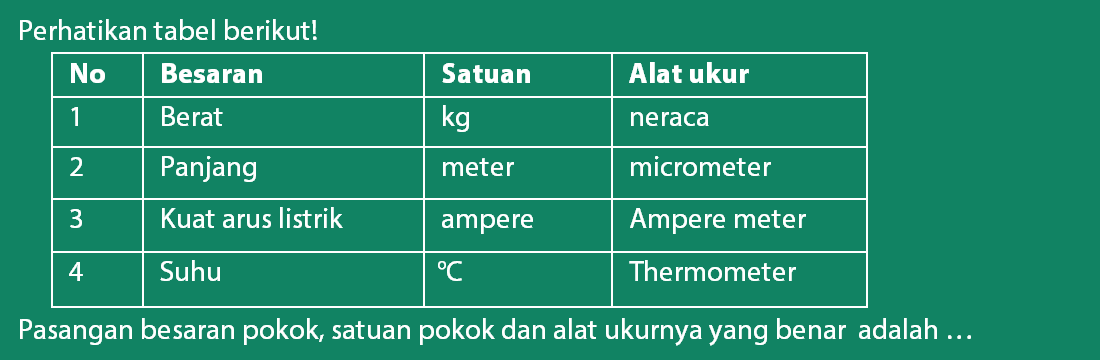 Perhatikan tabel berikut!
No Besaran Satuan Alat ukur
1 Berat kg neraca
2 Panjang meter micrometer
3 Kuat arus listrik ampere Ampere meter
4 Suhu °C Thermometer
Pasangan besaran pokok, satuan pokok dan alat ukurnya yang benar adalah ...